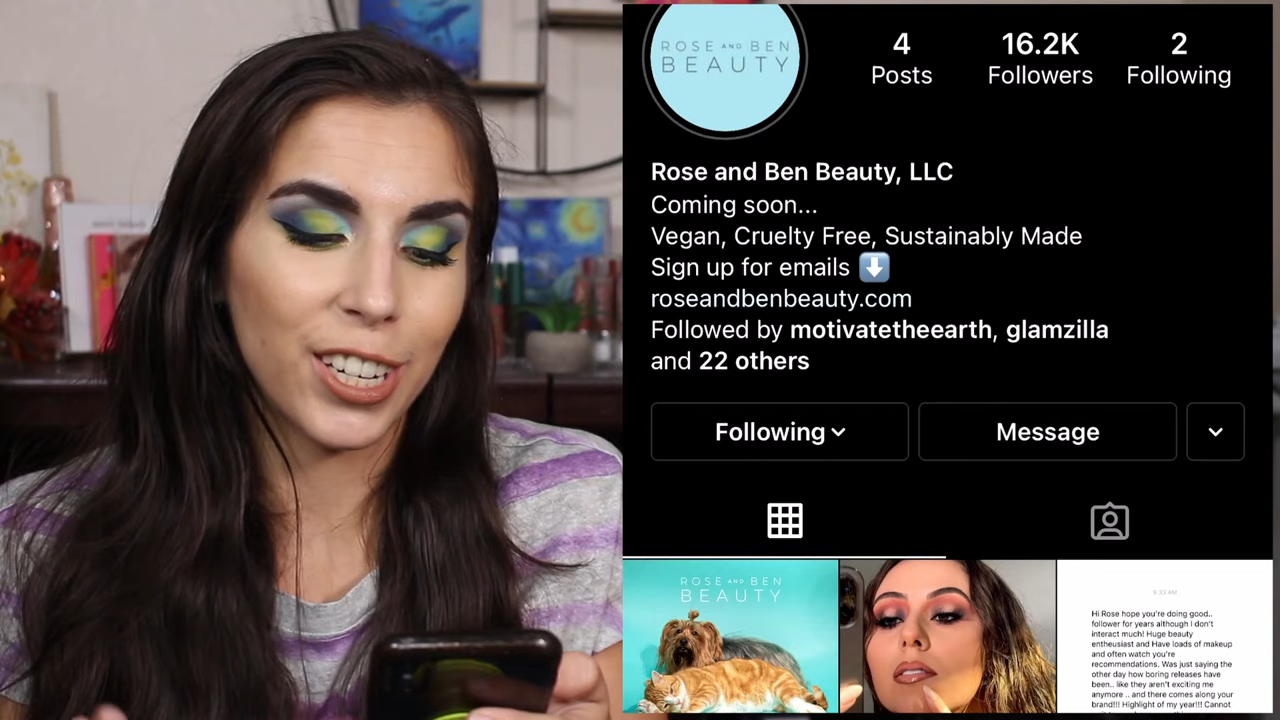 ROSE AND BEN
BEAUTY
4
Posts
16.2K
Followers
2
Following
Rose and Ben Beauty, LLC
Coming soon...
Vegan, Cruelty Free, Sustainably Made
Sign up for emails ⬇️
roseandbenbeauty.com
Followed by motivatetheearth, glamzilla
and 22 others
Following
Message
ROSE AND BEN
BEAUTY
9:33 AM
Hi Rose hope you're doing good..
follower for years although I don't
interact much! Huge beauty
entheusiast and Have loads of makeup
and often watch you're
recommendations. Was just saying the
other day how boring releases have
been.. like they aren't exciting me
anymore .. and there comes along your
brand!!! Highlight of my year!!! Cannot